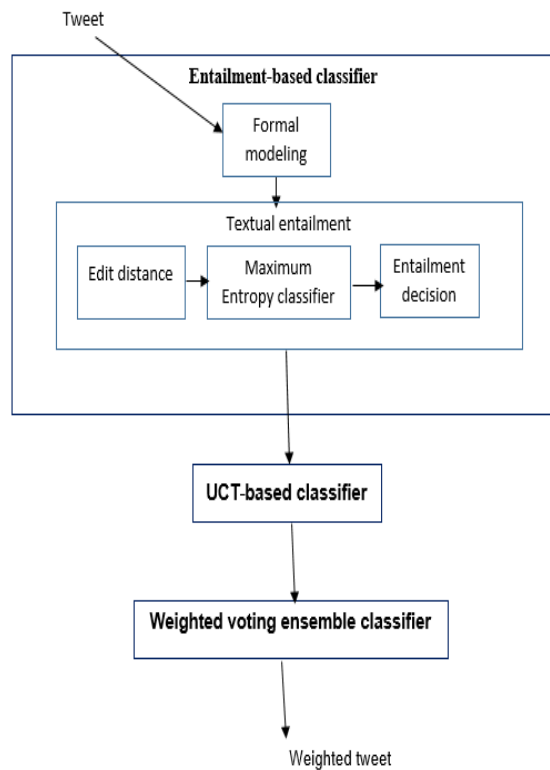 Tweet
Entailment-based classifier
Formal
modeling
Textual entailment
Edit distance
Maximum
Entropy classifier
Entailment
decision
UCT-based classifier
Weighted voting ensemble classifier
Weighted tweet